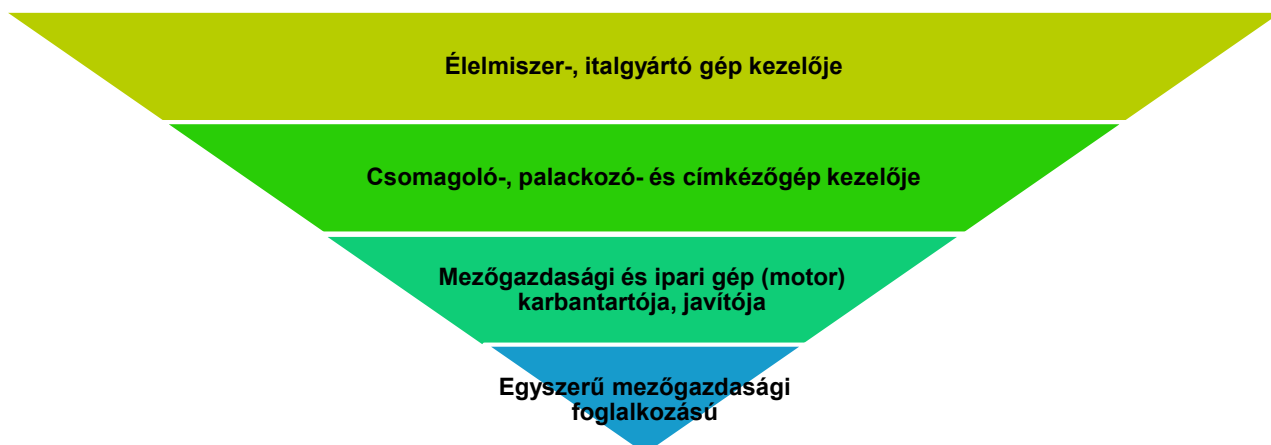 Élelmiszer-, italgyártó gép kezelője
Csomagoló-, palackozó- és címkézőgép kezelője
Mezőgazdasági és ipari gép (motor)
karbantartója, javítója
Egyszerű mezőgazdasági
foglalkozású